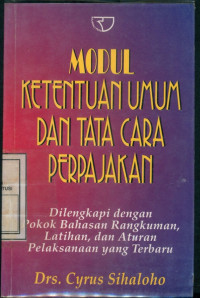 MODUL
KETENTUAN UMUM
DAN TATA CARA
PERPAJAKAN
Dilengkapi dengan
Pokok Bahasan Rangkuman,
Latihan, dan Aturan
Pelaksanaan yang Terbaru
Drs. Cyrus Sihaloho